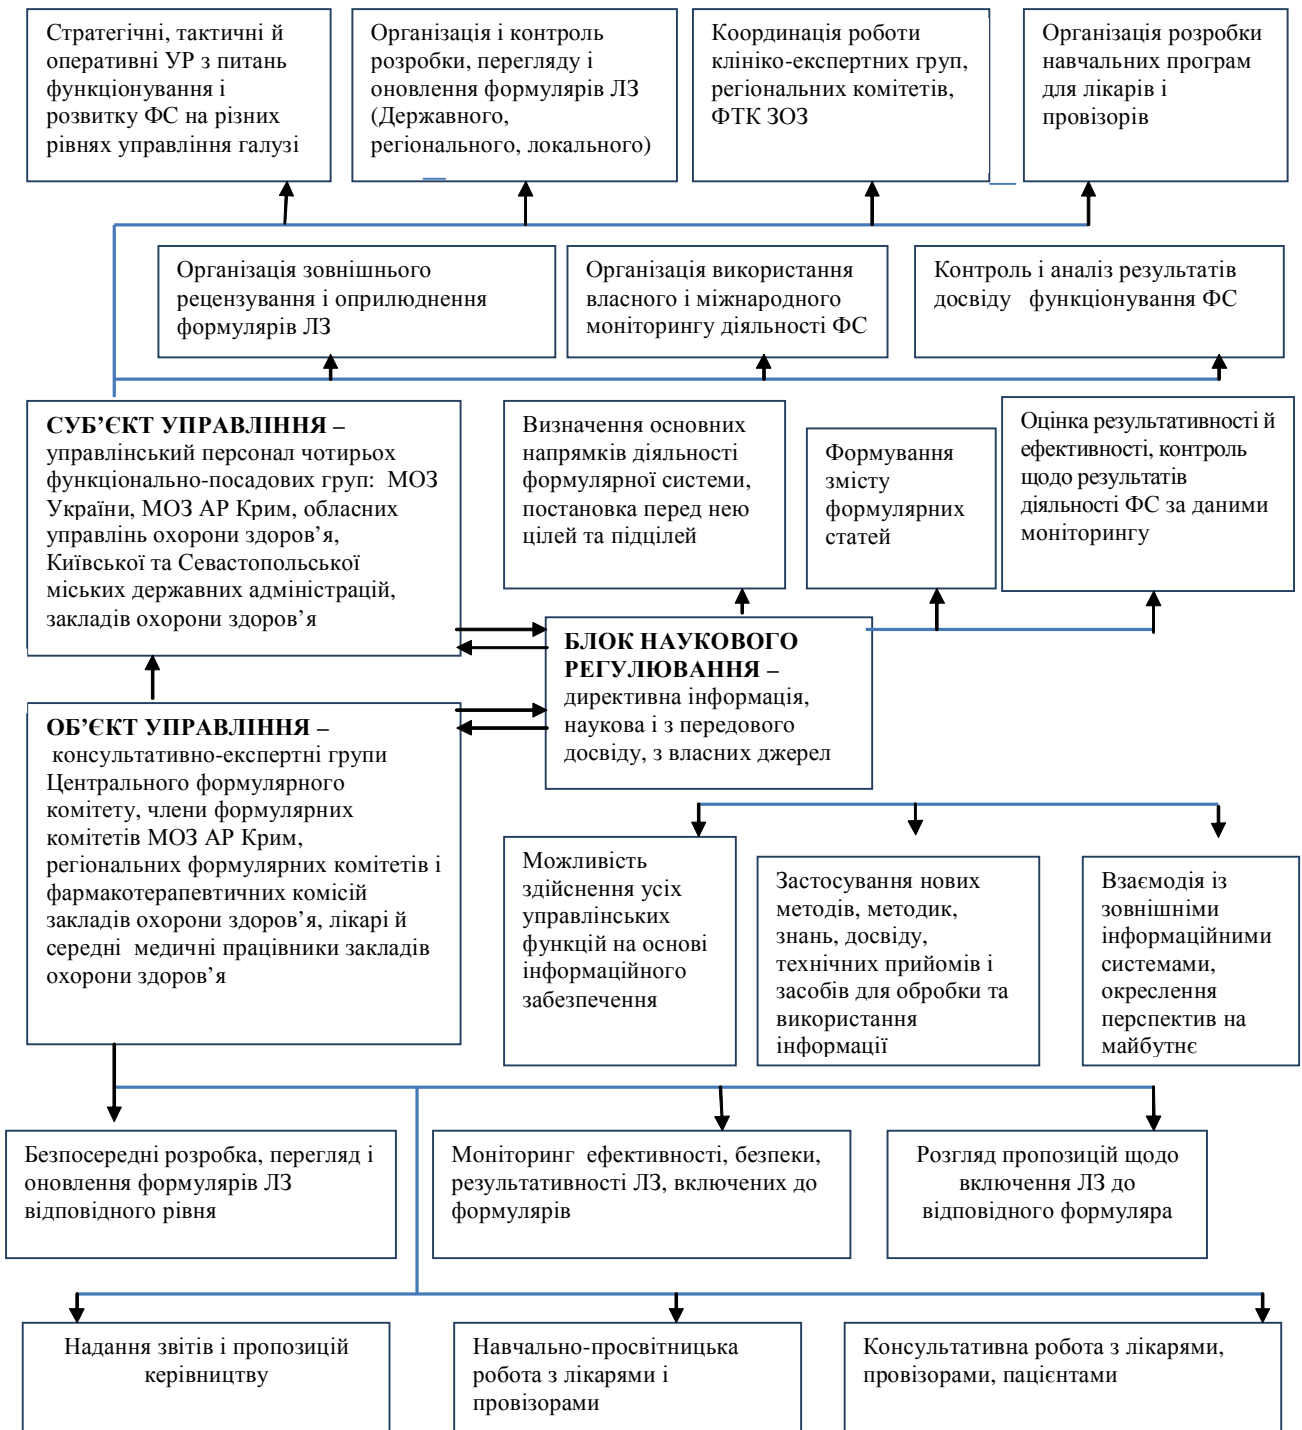 Стратегічні, тактичні й
оперативні УР з питань
функціонування і
розвитку ФС на різних
рівнях управління галузі
Організація і контроль
розробки, перегляду і
оновлення формулярів ЛЗ
(Державного,
регіонального, локального)
Координація роботи
клініко-експертних груп,
регіональних комітетів,
ФТК ЗОЗ
Організація розробки
навчальних програм
для лікарів і
провізорів
Організація зовнішнього
рецензування і оприлюднення
формулярів ЛЗ
Організація використання
власного і міжнародного
моніторингу діяльності ФС
Контроль і аналіз результатів
досвіду функціонування ФС
СУБ’ЄКТ УПРАВЛІННЯ –
управлінський персонал чотирьох
функціонально-посадових груп: МОЗ
України, МОЗ АР Крим, обласних
управлінь охорони здоров’я,
Київської та Севастопольської
міських державних адміністрацій,
закладів охорони здоров’я
Визначення основних
напрямків діяльності
формулярної системи,
постановка перед нею
цілей та підцілей
Формування
змісту
формулярних
статей
Оцінка результативності й
ефективності, контроль
щодо результатів
діяльності ФС за даними
моніторингу
БЛОК НАУКОВОГО
РЕГУЛЮВАННЯ –
директивна інформація,
наукова і з передового
досвіду, з власних джерел
ОБ’ЄКТ УПРАВЛІННЯ –
консультативно-експертні групи
Центрального формулярного
комітету, члени формулярних
комітетів МОЗ АР Крим,
регіональних формулярних комітетів і
фармакотерапевтичних комісій
закладів охорони здоров’я, лікарі й
середні медичні працівники закладів
охорони здоров’я
Можливість
здійснення усіх
управлінських
функцій на основі
інформаційного
забезпечення
Застосування нових
методів, методик,
знань, досвіду,
технічних прийомів і
засобів для обробки та
використання
інформації
Взаємодія із
зовнішніми
інформаційними
системами,
окреслення
перспектив на
майбутнє
Безпосередні розробка, перегляд і
оновлення формулярів ЛЗ
відповідного рівня
Моніторинг ефективності, безпеки,
результативності ЛЗ, включених до
формулярів
Розгляд пропозицій щодо
включення ЛЗ до
відповідного формуляра
Надання звітів і пропозицій
керівництву
Навчально-просвітницька
робота з лікарями і
провізорами
Консультативна робота з лікарями,
провізорами, пацієнтами